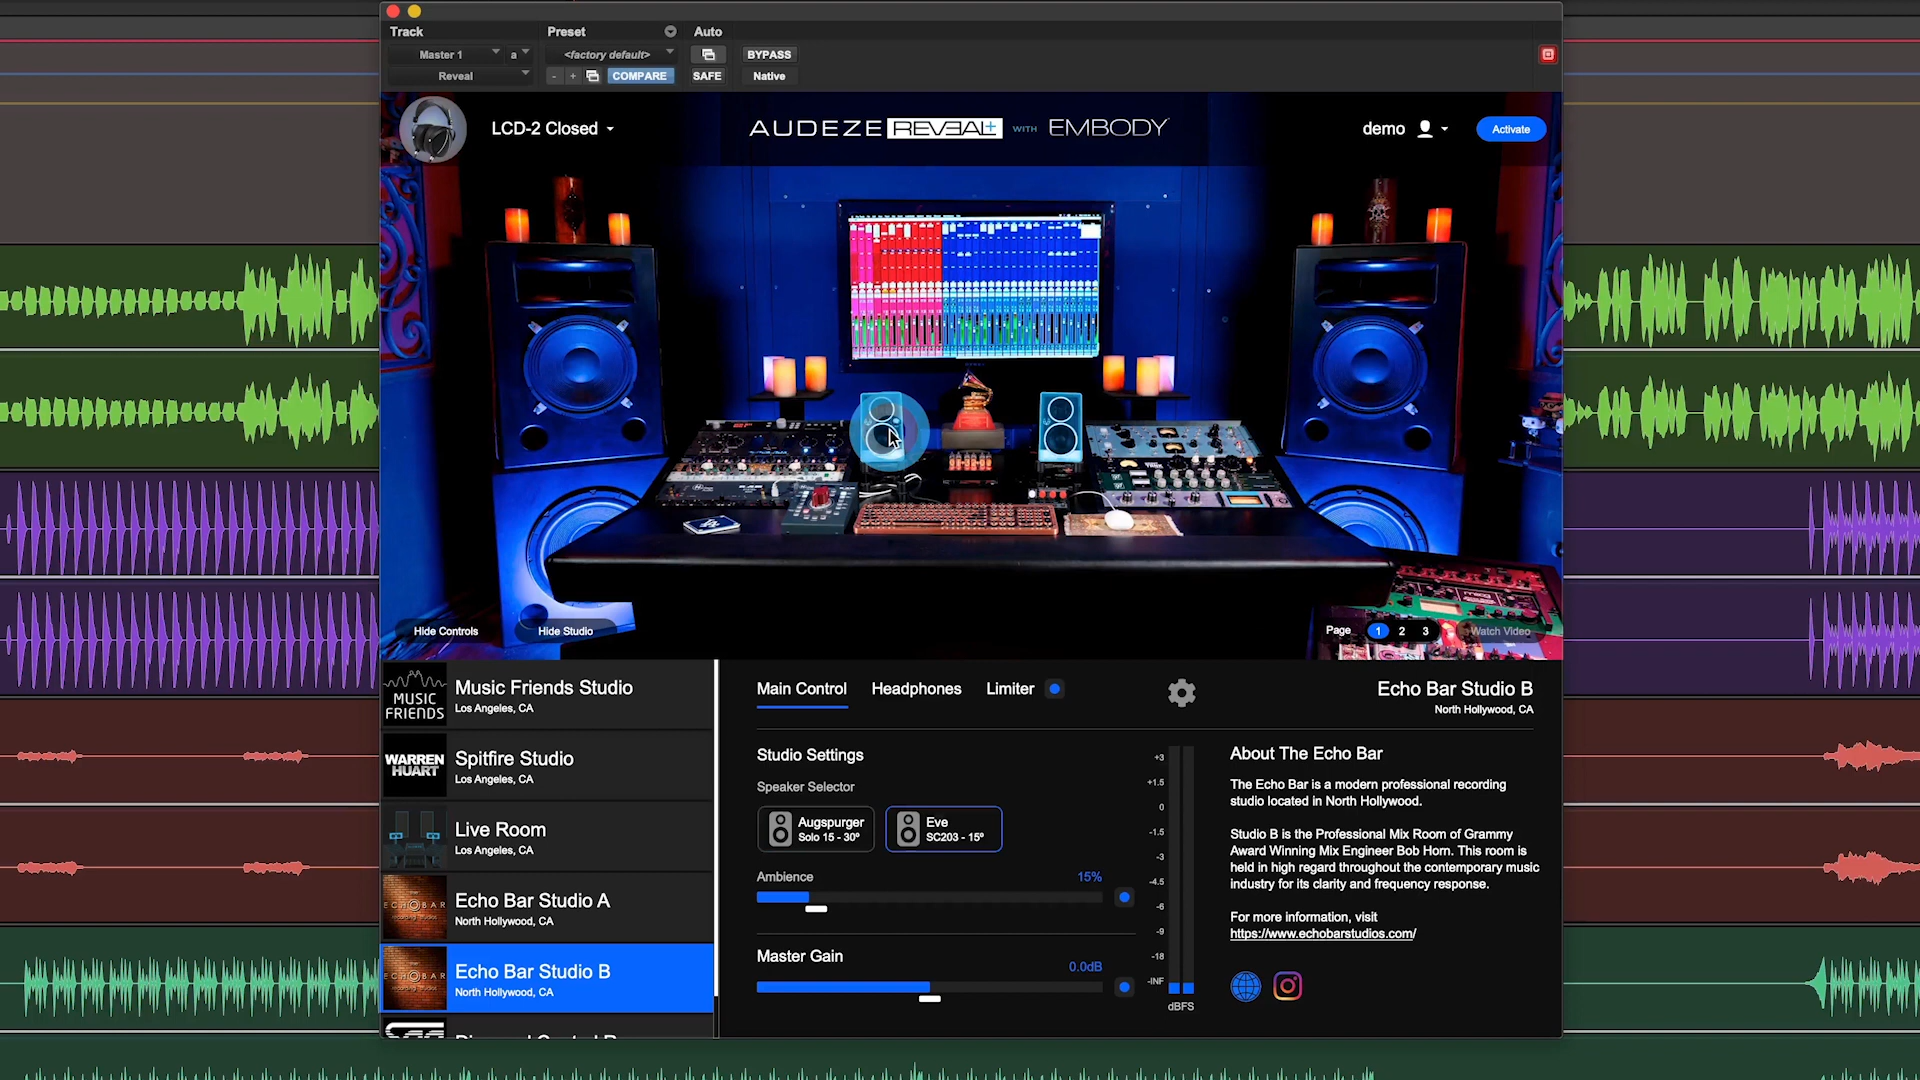 Track
Preset
Auto
Master 1
a
<factory default>
BYPASS
Reveal
- +
COMPARE
SAFE
Native
LCD-2 Closed
AUDEZE REVEAL+ WITH EMBODY
demo
Activate
Hide Controls
Hide Studio
Page 1 2 3
Watch Video
MUSIC
FRIENDS
Music Friends Studio
Los Angeles, CA
WARREN
HUART
Spitfire Studio
Los Angeles, CA
Live Room
Los Angeles, CA
ECHOBAR
Echo Bar Studio A
North Hollywood, CA
ECHOBAR
Echo Bar Studio B
North Hollywood, CA
Main Control
Headphones
Limiter
Studio Settings
Speaker Selector
Augspurger
Solo 15 - 30º
Eve
SC203 - 15º
Ambience
15%
Master Gain
0.0dB
+3
+1.5
0
-1.5
-3
-4.5
-6
-9
-18
-INF
dBFS
Echo Bar Studio B
North Hollywood, CA
About The Echo Bar
The Echo Bar is a modern professional recording
studio located in North Hollywood.
Studio B is the Professional Mix Room of Grammy
Award Winning Mix Engineer Bob Horn. This room is
held in high regard throughout the contemporary music
industry for its clarity and frequency response.
For more information, visit
https://www.echobarstudios.com/